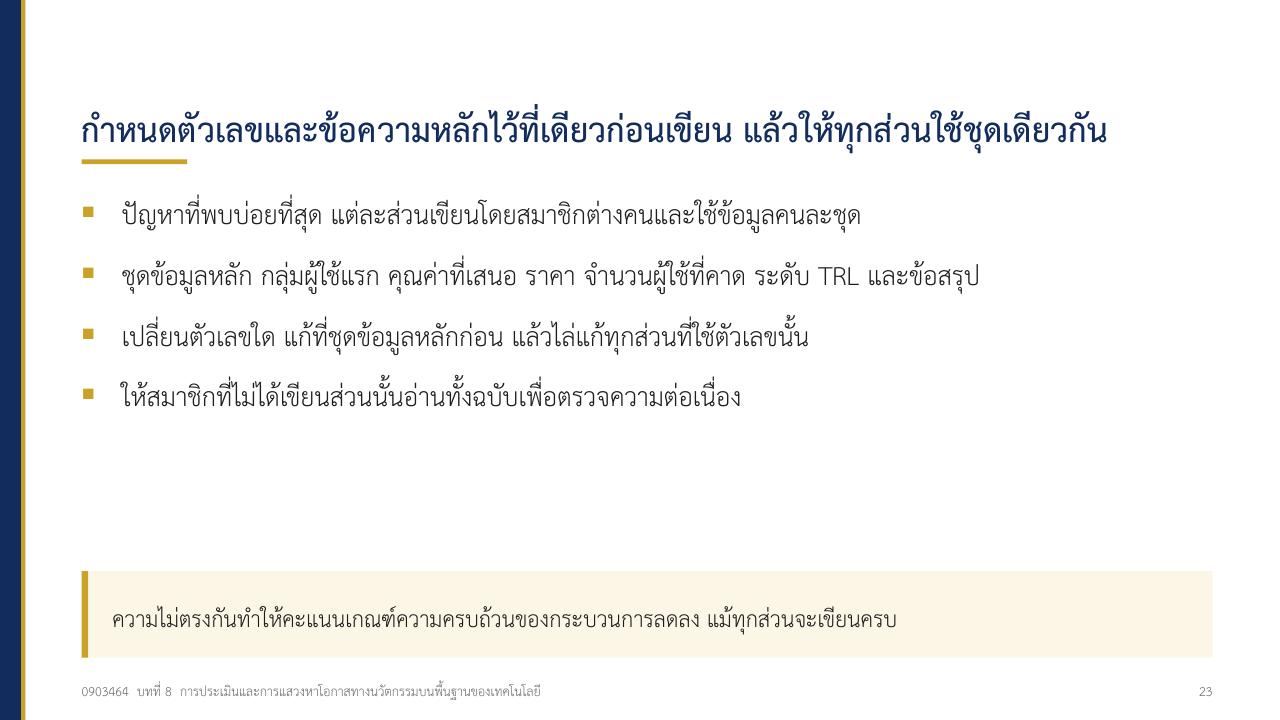 กำหนดตัวเลขและข้อความหลักไว้ที่เดียวก่อนเขียน แล้วให้ทุกส่วนใช้ชุดเดียวกัน
ปัญหาที่พบบ่อยที่สุด แต่ละส่วนเขียนโดยสมาชิกต่างคนและใช้ข้อมูลคนละชุด
ชุดข้อมูลหลัก กลุ่มผู้ใช้แรก คุณค่าที่เสนอ ราคา จำนวนผู้ใช้ที่คาด ระดับ TRL และข้อสรุป
เปลี่ยนตัวเลขใด แก้ที่ชุดข้อมูลหลักก่อน แล้วไล่แก้ทุกส่วนที่ใช้ตัวเลขนั้น
ให้สมาชิกที่ไม่ได้เขียนส่วนนั้นอ่านทั้งฉบับเพื่อตรวจความต่อเนื่อง
ความไม่ตรงกันทำให้คะแนนเกณฑ์ความครบถ้วนของกระบวนการลดลง แม้ทุกส่วนจะเขียนครบ
0903464 บทที่ 8 การประเมินและการแสวงหาโอกาสทางนวัตกรรมบนพื้นฐานของเทคโนโลยี
23